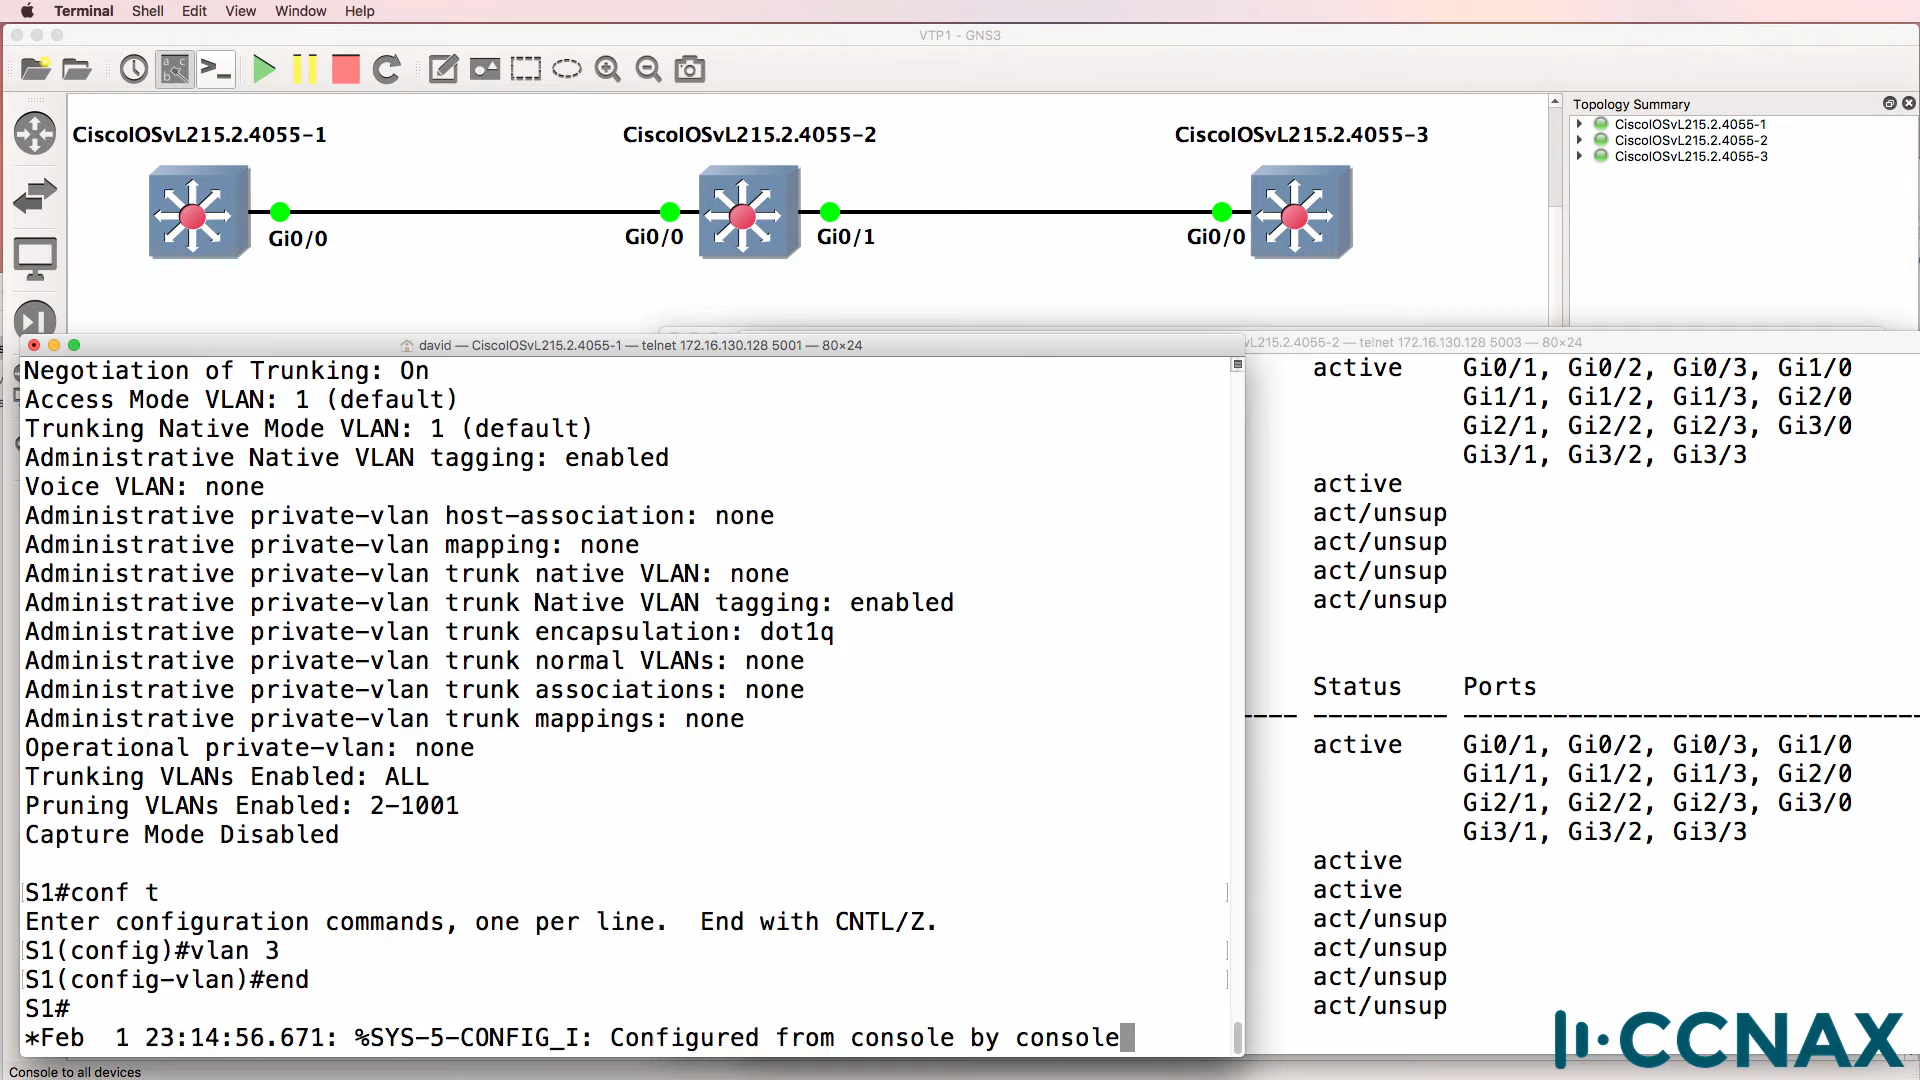 Terminal Shell Edit View Window Help
VTP1 - GNS3
CiscoIOSvL215.2.4055-1
CiscoIOSvL215.2.4055-2
CiscoIOSvL215.2.4055-3
Gi0/0
Gi0/0
Gi0/1
Gi0/0
Topology Summary
CiscoIOSvL215.2.4055-1
CiscoIOSvL215.2.4055-2
CiscoIOSvL215.2.4055-3
david — CiscoIOSvL215.2.4055-1 — telnet 172.16.130.128 5001 — 80×24
Negotiation of Trunking: On
Access Mode VLAN: 1 (default)
Trunking Native Mode VLAN: 1 (default)
Administrative Native VLAN tagging: enabled
Voice VLAN: none
Administrative private-vlan host-association: none
Administrative private-vlan mapping: none
Administrative private-vlan trunk native VLAN: none
Administrative private-vlan trunk Native VLAN tagging: enabled
Administrative private-vlan trunk encapsulation: dot1q
Administrative private-vlan trunk normal VLANs: none
Administrative private-vlan trunk associations: none
Administrative private-vlan trunk mappings: none
Operational private-vlan: none
Trunking VLANs Enabled: ALL
Pruning VLANs Enabled: 2-1001
Capture Mode Disabled
S1#conf t
Enter configuration commands, one per line.  End with CNTL/Z.
S1(config)#vlan 3
S1(config-vlan)#end
S1#
*Feb  1 23:14:56.671: %SYS-5-CONFIG_I: Configured from console by console
vL215.2.4055-2 — telnet 172.16.130.128 5003 — 80×24
active    Gi0/1, Gi0/2, Gi0/3, Gi1/0
Gi1/1, Gi1/2, Gi1/3, Gi2/0
Gi2/1, Gi2/2, Gi2/3, Gi3/0
Gi3/1, Gi3/2, Gi3/3
active
act/unsup
act/unsup
act/unsup
act/unsup
Status    Ports
---- --------- -------------------------------
active    Gi0/1, Gi0/2, Gi0/3, Gi1/0
Gi1/1, Gi1/2, Gi1/3, Gi2/0
Gi2/1, Gi2/2, Gi2/3, Gi3/0
Gi3/1, Gi3/2, Gi3/3
active
active
act/unsup
act/unsup
act/unsup
act/unsup
CCNAX
Console to all devices